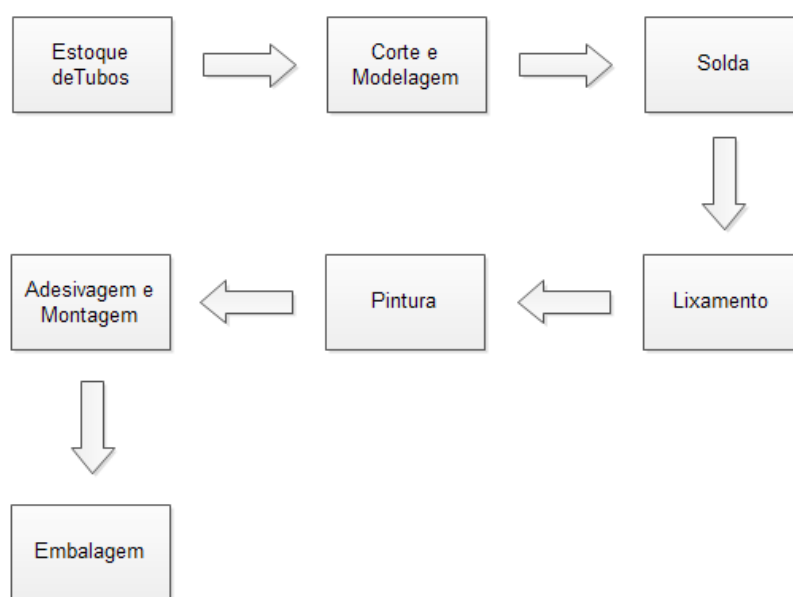 Estoque
deTubos
Corte e
Modelagem
Solda
Lixamento
Pintura
Adesivagem e
Montagem
Embalagem